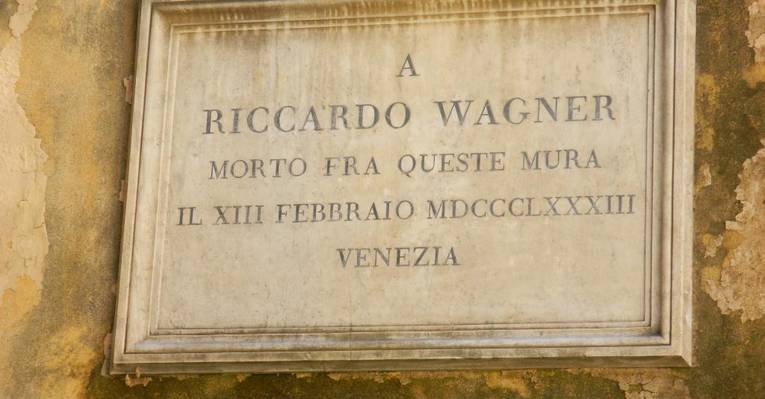 A
RICCARDO WAGNER
MORTO FRA QUESTE MURA
IL XIII FEBBRAIO MDCCCLXXXIII
VENEZIA